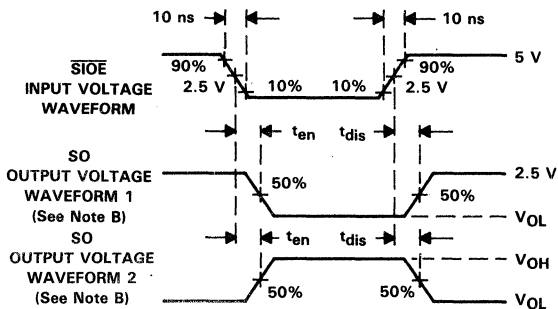 10 ns
10 ns
SIOE
INPUT VOLTAGE
WAVEFORM
90%
2.5 V
10%
10%
90%
2.5 V
5 V
ten
tdis
SO
OUTPUT VOLTAGE
WAVEFORM 1
(See Note B)
50%
50%
2.5 V
VOL
SO
OUTPUT VOLTAGE
WAVEFORM 2
(See Note B)
ten
tdis
50%
50%
VOH
VOL